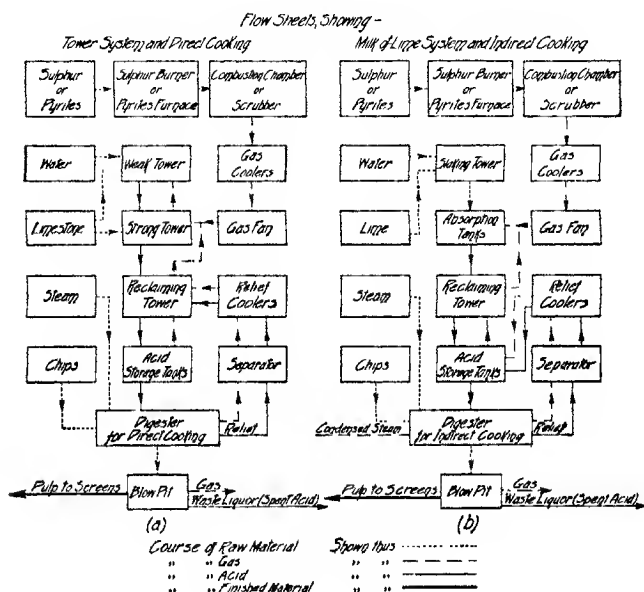 Flow Sheets, Showing –
Tower System and Direct Cooking
Sulphur
or
Pyrites
Sulphur Burner
or
Pyrites Furnace
Combustion Chamber
or
Scrubber
Water
Weak Tower
Gas
Coolers
Limestone
Strong Tower
Gas Fan
Steam
Reclaiming
Tower
Relief
Coolers
Chips
Acid
Storage Tanks
Separator
Digester
for Direct Cooking
Relief
Pulp to Screens
Blow Pit
Gas
Waste Liquor (Spent Acid)
(a)
Milk of Lime System and Indirect Cooking
Sulphur
or
Pyrites
Sulphur Burner
or
Pyrites Furnace
Combustion Chamber
or
Scrubber
Water
Slaking Tower
Gas
Coolers
Lime
Absorption
Tanks
Gas Fan
Steam
Reclaiming
Tower
Relief
Coolers
Chips
Acid
Storage Tanks
Separator
Condensed Steam
Digester
for Indirect Cooking
Relief
Pulp to Screens
Blow Pit
Gas
Waste Liquor (Spent Acid)
(b)
Course of Raw Material Shown thus
" " Gas " "
" " Acid " "
" " Finished Material " "